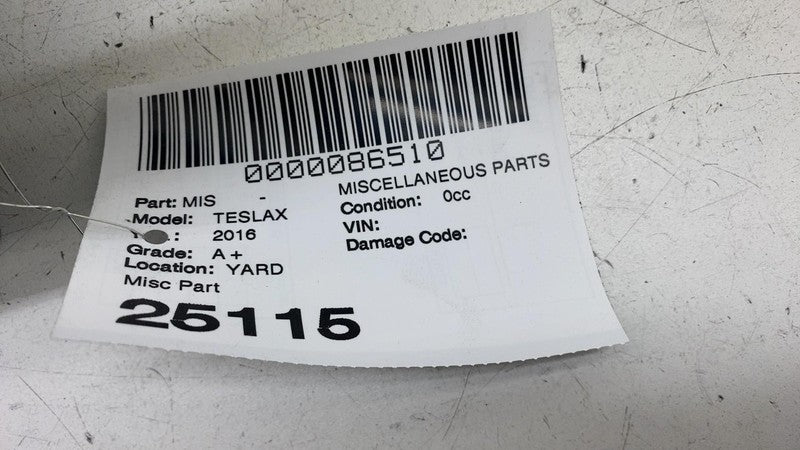 0000086510
Part: MIS - MISCELLANEOUS PARTS
Model: TESLAX Condition: 0cc
: 2016 VIN:
Grade: A+ Damage Code:
Location: YARD
Misc Part
25115